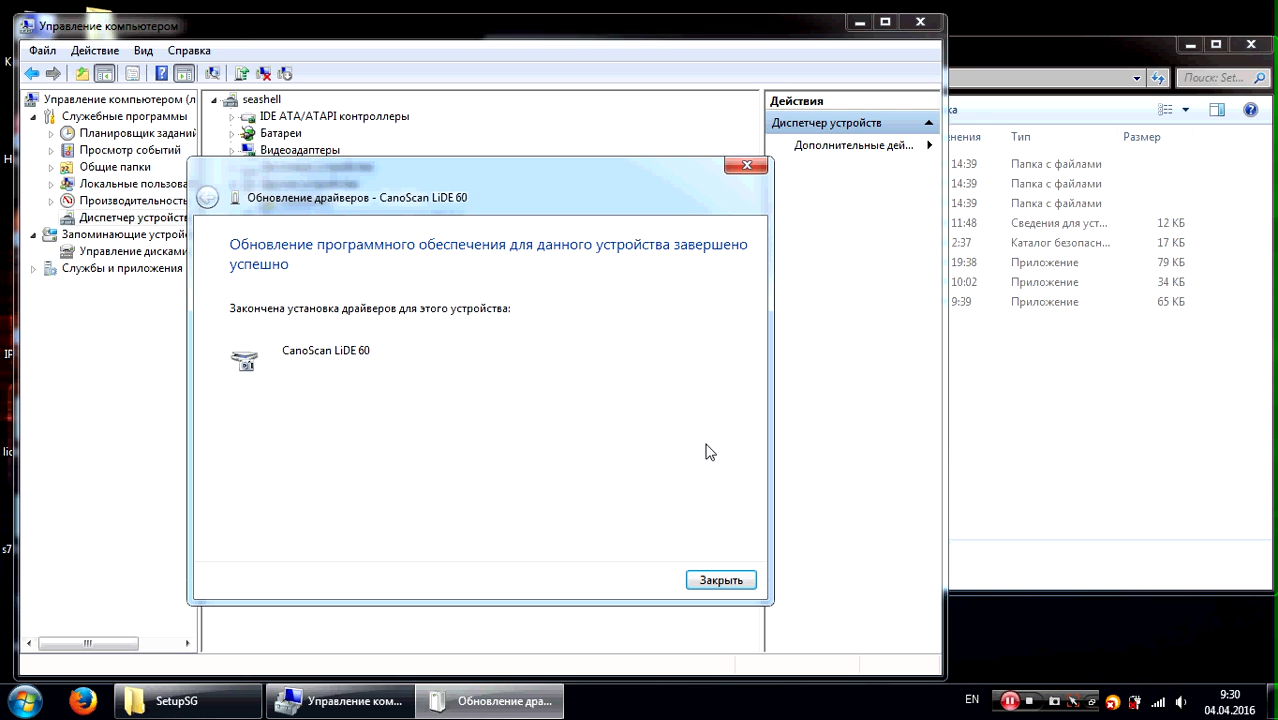 Управление компьютером
Файл Действие Вид Справка
Управление компьютером (л
Служебные программы
Планировщик заданий
Просмотр событий
Общие папки
Локальные пользова
Производительность
Диспетчер устройств
Запоминающие устрой
Управление дисками
Службы и приложения
seashell
IDE ATA/ATAPI контроллеры
Батареи
Видеоадаптеры
Действия
Диспетчер устройств
Дополнительные дей...
Обновление драйверов - CanoScan LiDE 60
Обновление программного обеспечения для данного устройства завершено
успешно
Закончена установка драйверов для этого устройства:
CanoScan LiDE 60
Закрыть
Поиск: Set...
ка
енения Тип Размер
14:39 Папка с файлами
14:39 Папка с файлами
14:39 Папка с файлами
11:48 Сведения для уст... 12 КБ
2:37 Каталог безопасн... 17 КБ
19:38 Приложение 79 КБ
10:02 Приложение 34 КБ
9:39 Приложение 65 КБ
К
IP
lic
s7
SetupSG
Управление ком...
Обновление дра...
EN
9:30
04.04.2016